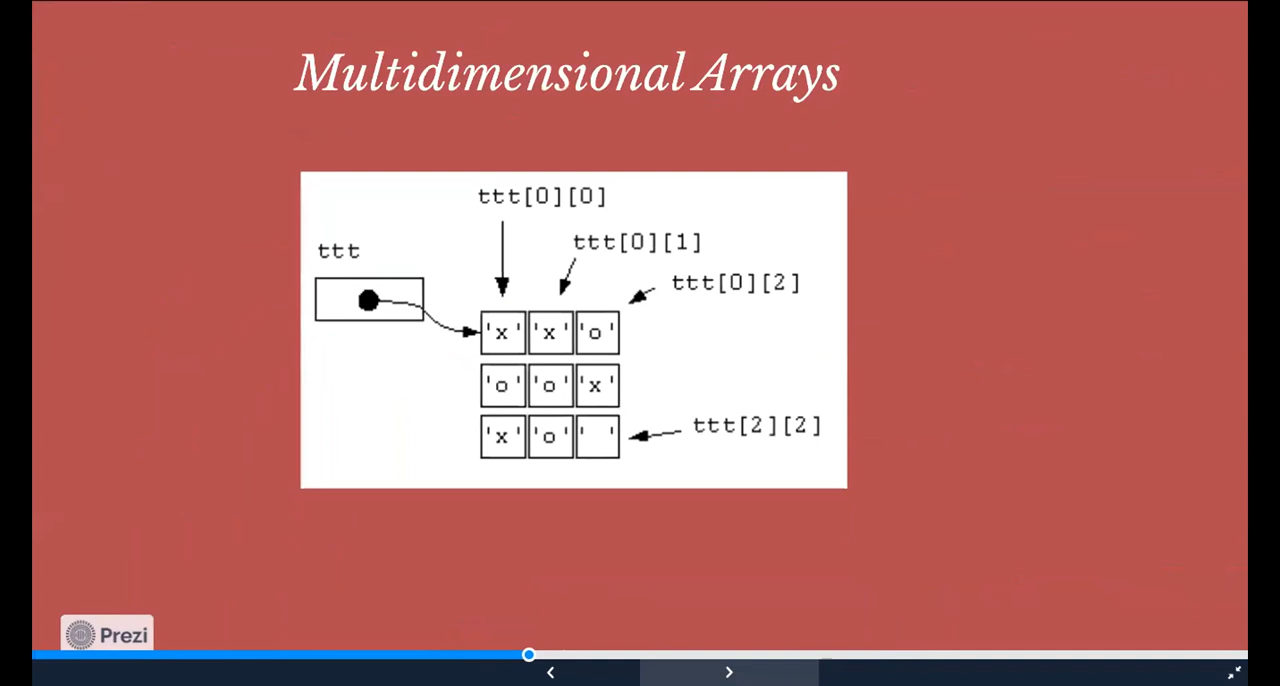 Multidimensional Arrays
ttt[0][0]
ttt[0][1]
ttt
ttt[0][2]
'x' 'x' 'o'
'o' 'o' 'x'
'x' 'o' ' '
ttt[2][2]
Prezi